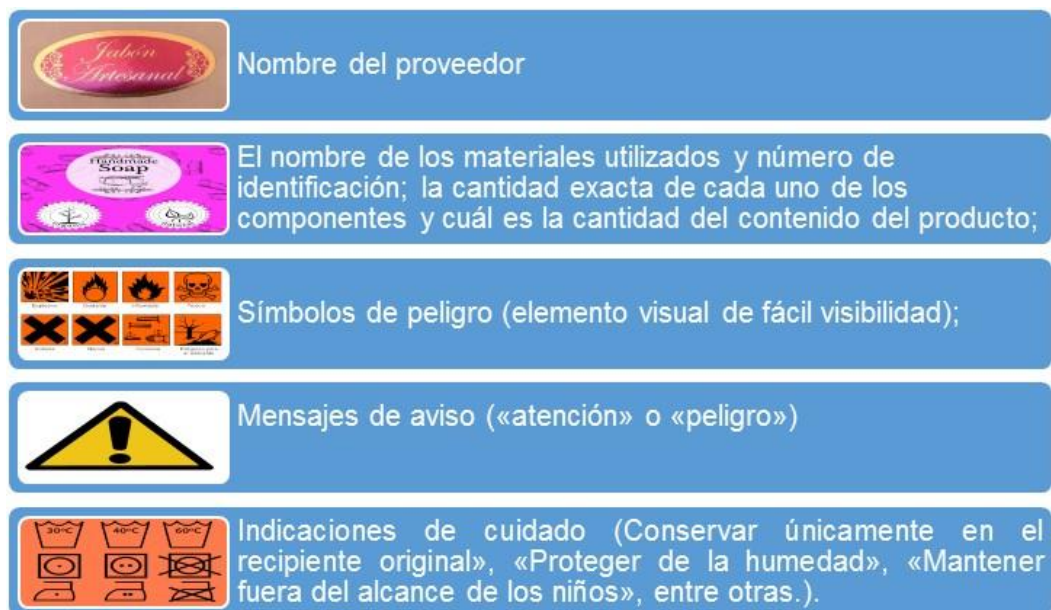 Jabón
Artesanal
Nombre del proveedor
Handmade
Soap
El nombre de los materiales utilizados y número de
identificación; la cantidad exacta de cada uno de los
componentes y cuál es la cantidad del contenido del producto;
Símbolos de peligro (elemento visual de fácil visibilidad);
Mensajes de aviso («atención» o «peligro»)
30°C 40°C 60°C
Indicaciones de cuidado (Conservar únicamente en el
recipiente original», «Proteger de la humedad», «Mantener
fuera del alcance de los niños», entre otras.).